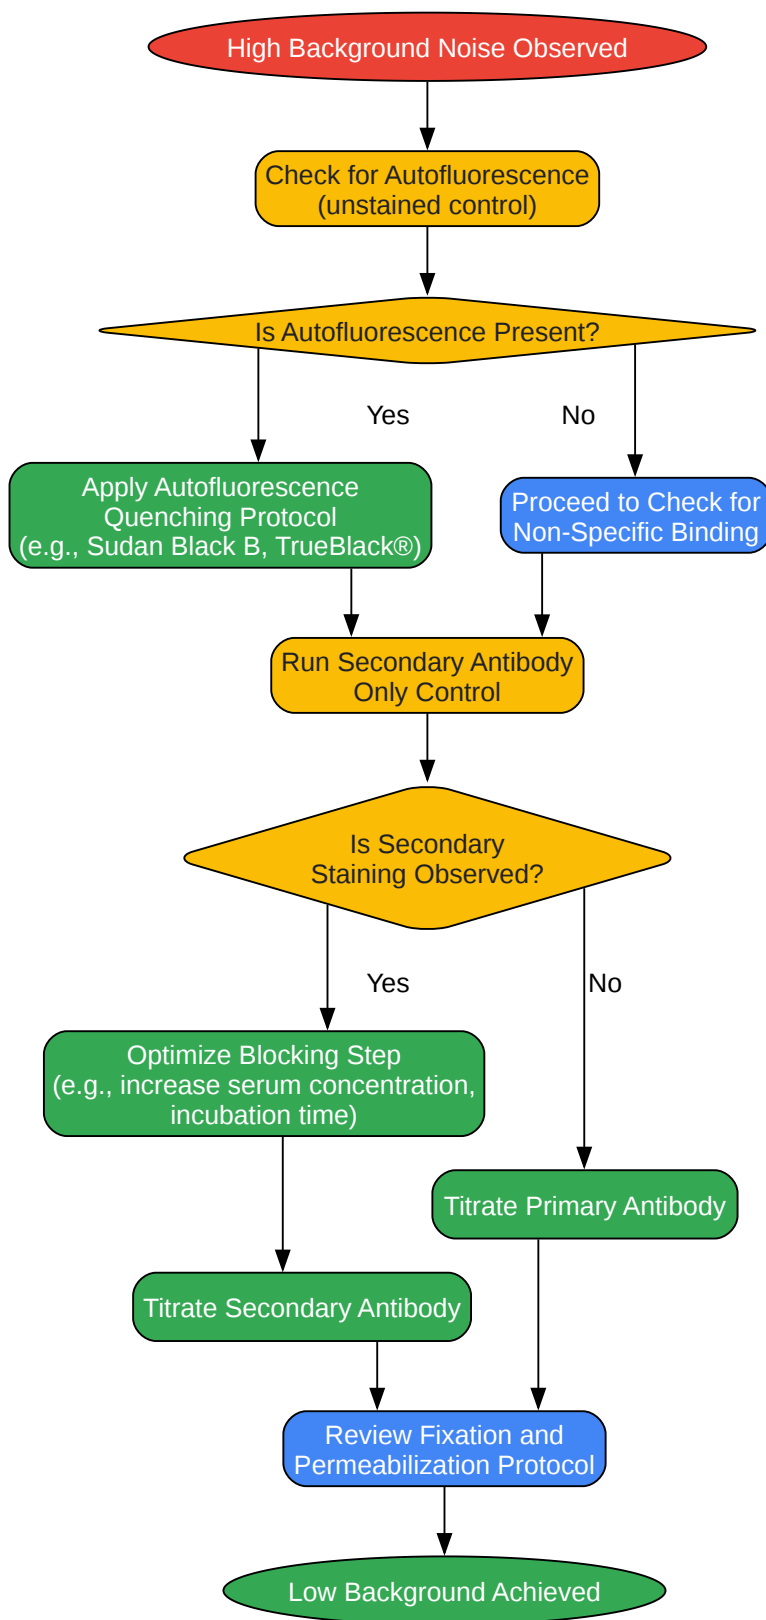 High Background Noise Observed
Check for Autofluorescence
(unstained control)
Is Autofluorescence Present?
Yes
No
Apply Autofluorescence
Quenching Protocol
(e.g., Sudan Black B, TrueBlack®)
Proceed to Check for
Non-Specific Binding
Run Secondary Antibody
Only Control
Is Secondary
Staining Observed?
Yes
No
Optimize Blocking Step
(e.g., increase serum concentration,
incubation time)
Titrate Primary Antibody
Titrate Secondary Antibody
Review Fixation and
Permeabilization Protocol
Low Background Achieved